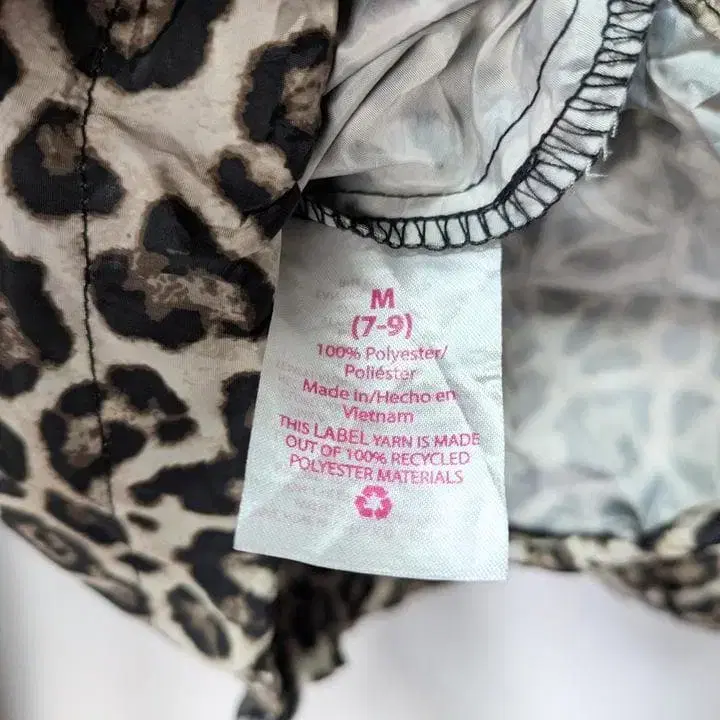 M
(7-9)
100% Polyester/
Poliéster
Made in/Hecho en
Vietnam
THIS LABEL YARN IS MADE
OUT OF 100% RECYCLED
POLYESTER MATERIALS